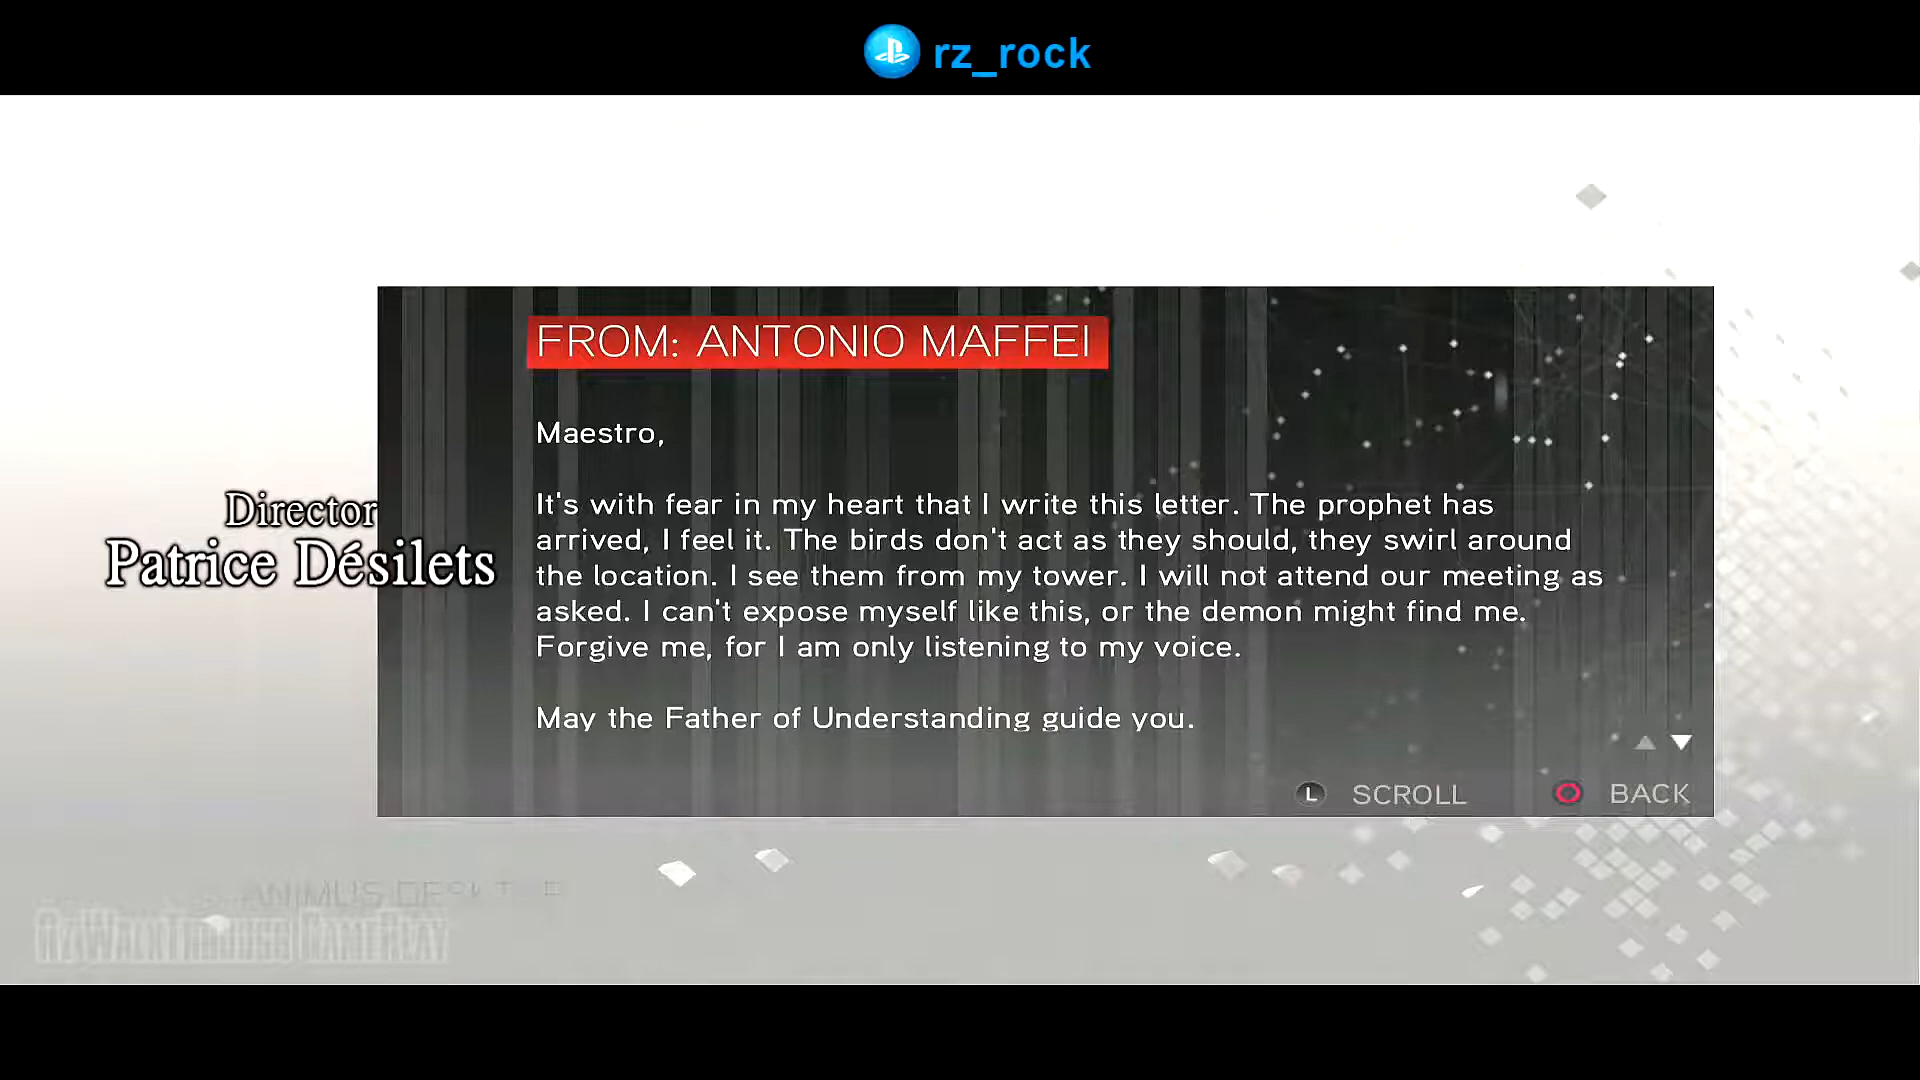 rz_rock
FROM: ANTONIO MAFFEI
Maestro,
It's with fear in my heart that I write this letter. The prophet has
arrived, I feel it. The birds don't act as they should, they swirl around
the location. I see them from my tower. I will not attend our meeting as
asked. I can't expose myself like this, or the demon might find me.
Forgive me, for I am only listening to my voice.
May the Father of Understanding guide you.
L SCROLL BACK
Director
Patrice Désilets
ANIMUS